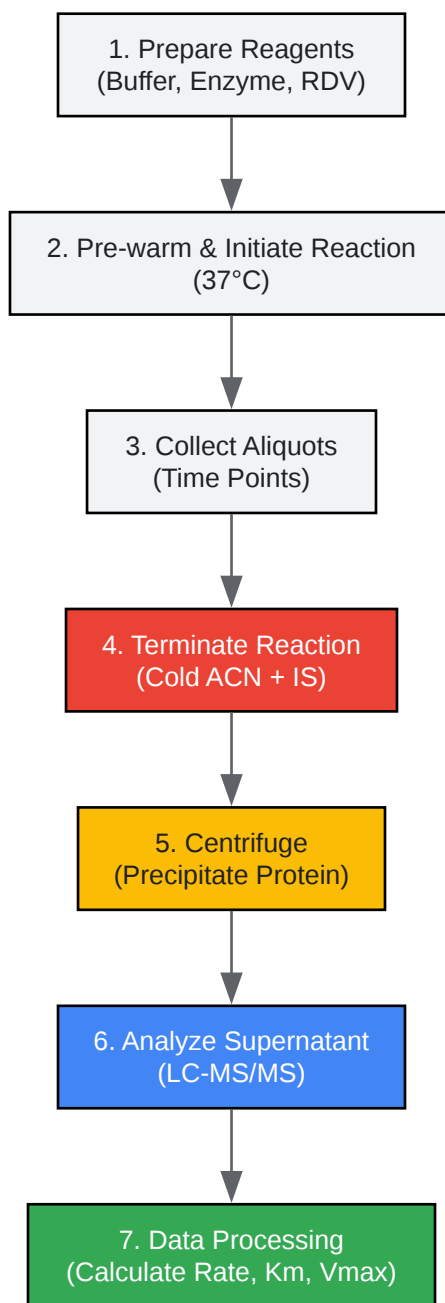 1. Prepare Reagents
(Buffer, Enzyme, RDV)
2. Pre-warm & Initiate Reaction
(37°C)
3. Collect Aliquots
(Time Points)
4. Terminate Reaction
(Cold ACN + IS)
5. Centrifuge
(Precipitate Protein)
6. Analyze Supernatant
(LC-MS/MS)
7. Data Processing
(Calculate Rate, Km, Vmax)